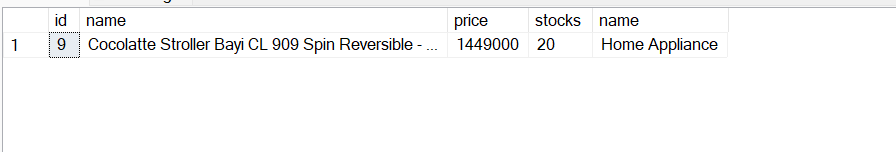 id name price stocks name
1 9 Cocolatte Stroller Bayi CL 909 Spin Reversible - ... 1449000 20 Home Appliance